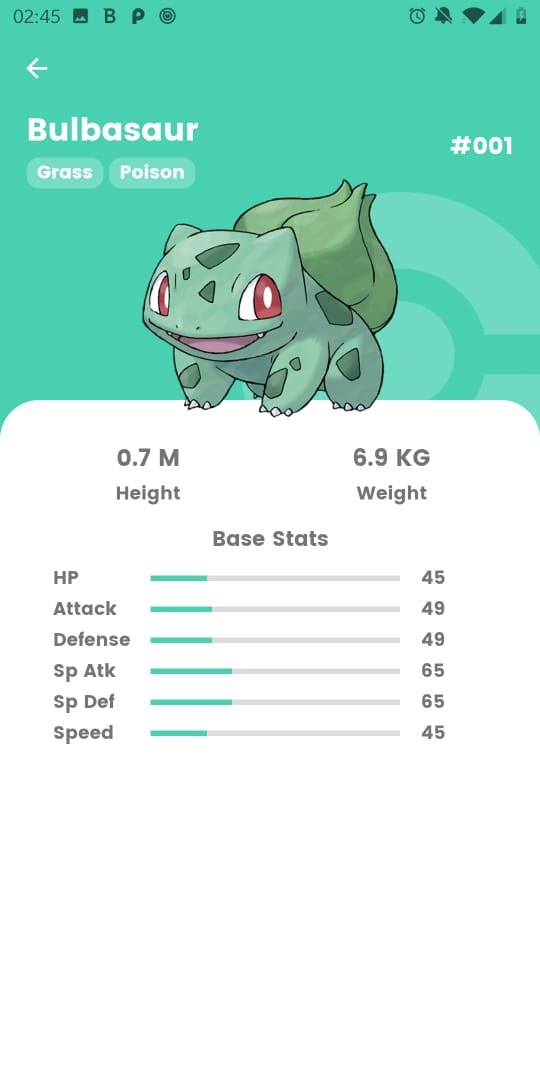 02:45 B P
Bulbasaur
#001
Grass Poison
0.7 M 6.9 KG
Height Weight
Base Stats
HP 45
Attack 49
Defense 49
Sp Atk 65
Sp Def 65
Speed 45